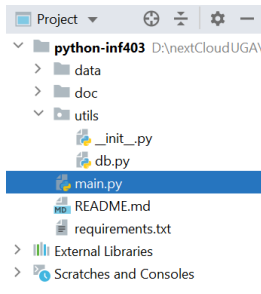 Project
python-inf403 D:\nextCloudUGA\
data
doc
utils
__init__.py
db.py
main.py
MD README.md
requirements.txt
External Libraries
Scratches and Consoles